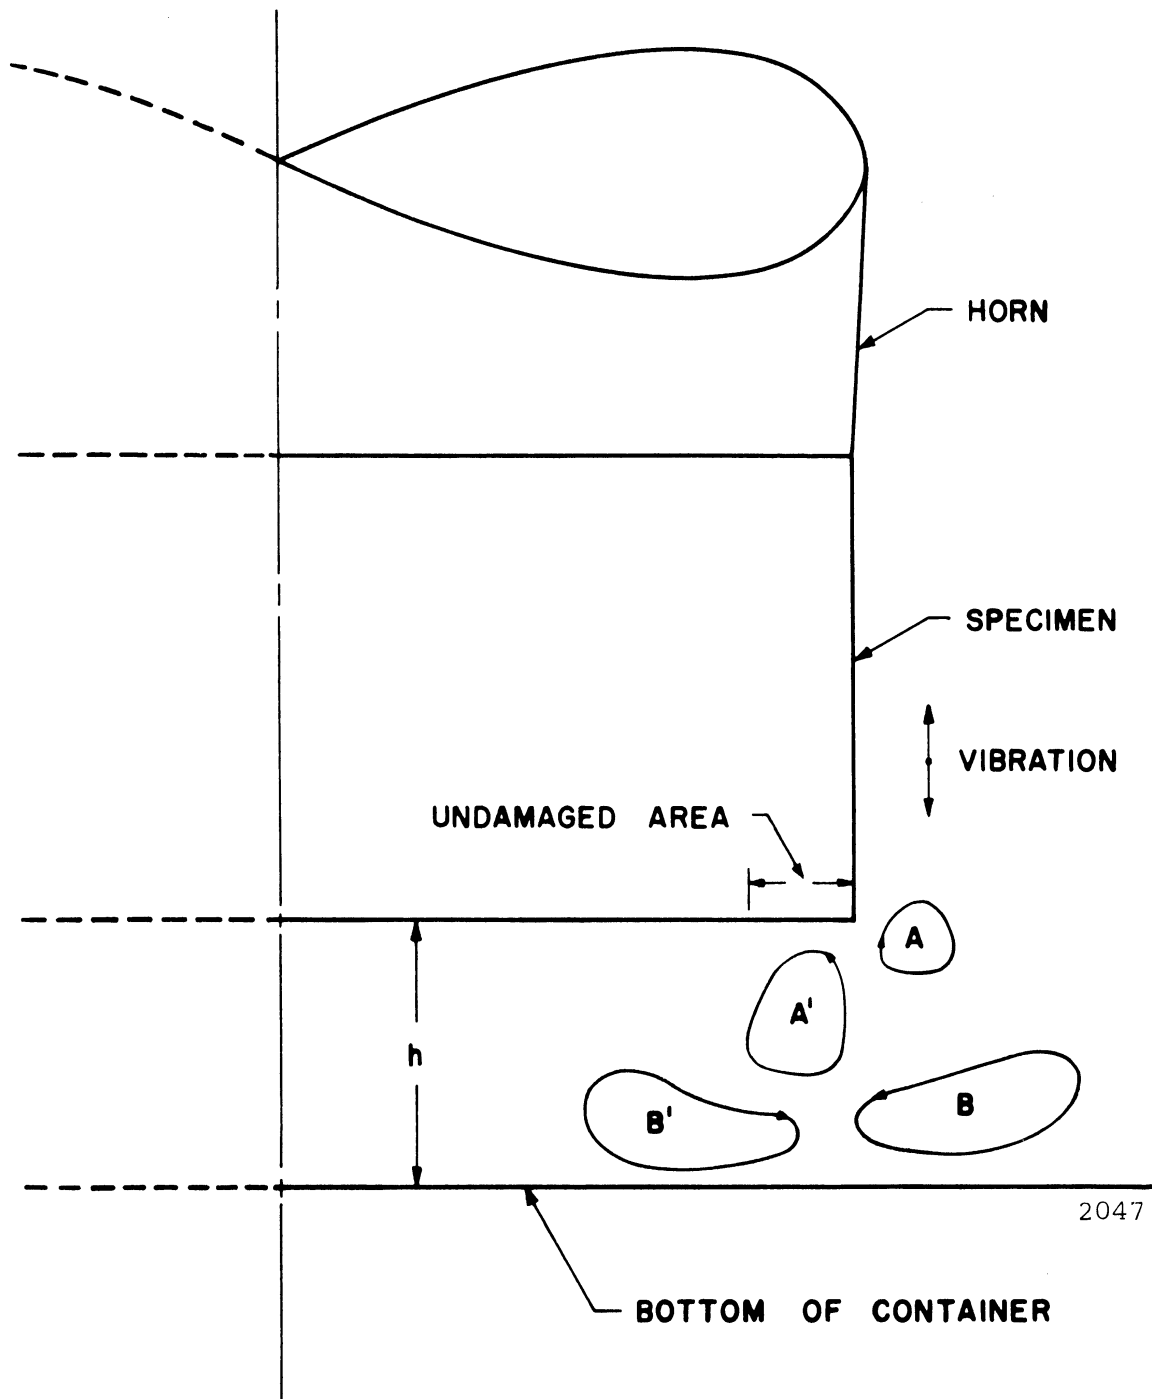 HORN
SPECIMEN
VIBRATION
UNDAMAGED AREA
A
A'
h
B'
B
2047
BOTTOM OF CONTAINER